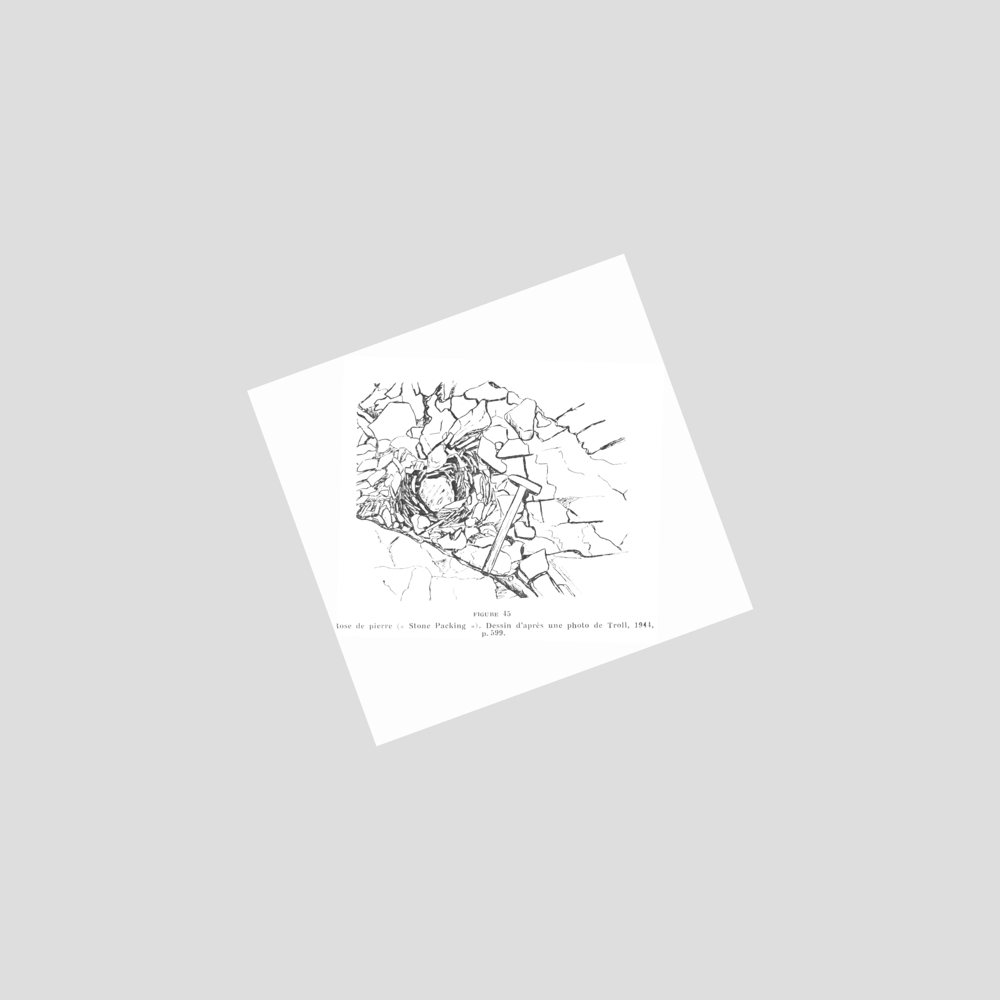 FIGURE 45
Rose de pierre (« Stone Packing »). Dessin d'après une photo de Troll, 1944,
p. 599.